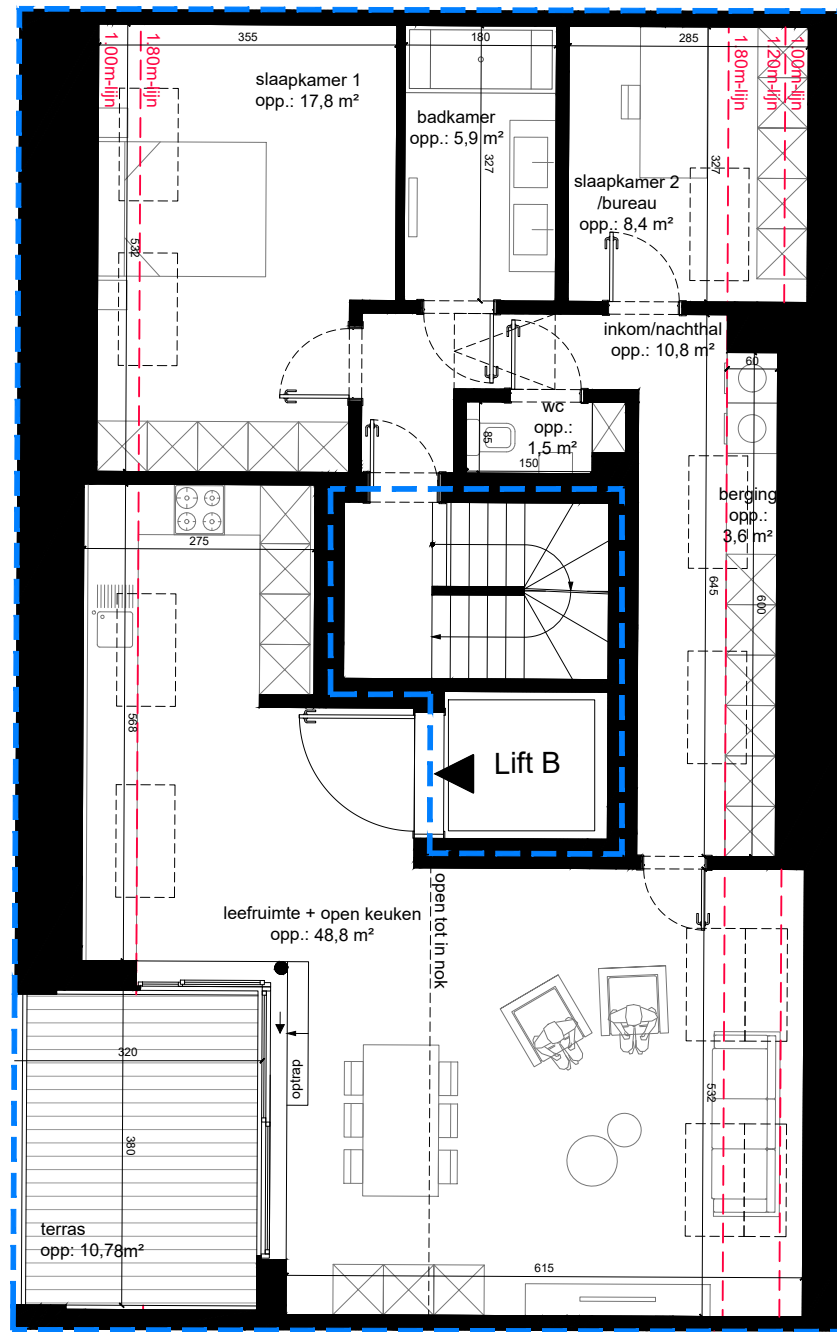 355
180
285
1.00m-lijn
1.80m-lijn
1.80m-lijn
1.20m-lijn
1.00m-lijn
slaapkamer 1
opp.: 17,8 m²
badkamer
opp.: 5,9 m²
327
327
slaapkamer 2
/bureau
opp.: 8,4 m²
532
inkom/nachthal
opp.: 10,8 m²
60
wc
opp.:
1,5 m²
85
150
berging
opp.:
3,6 m²
275
645
600
568
Lift B
open tot in nok
leefruimte + open keuken
opp.: 48,8 m²
320
optrap
380
532
terras
opp: 10,78m²
615